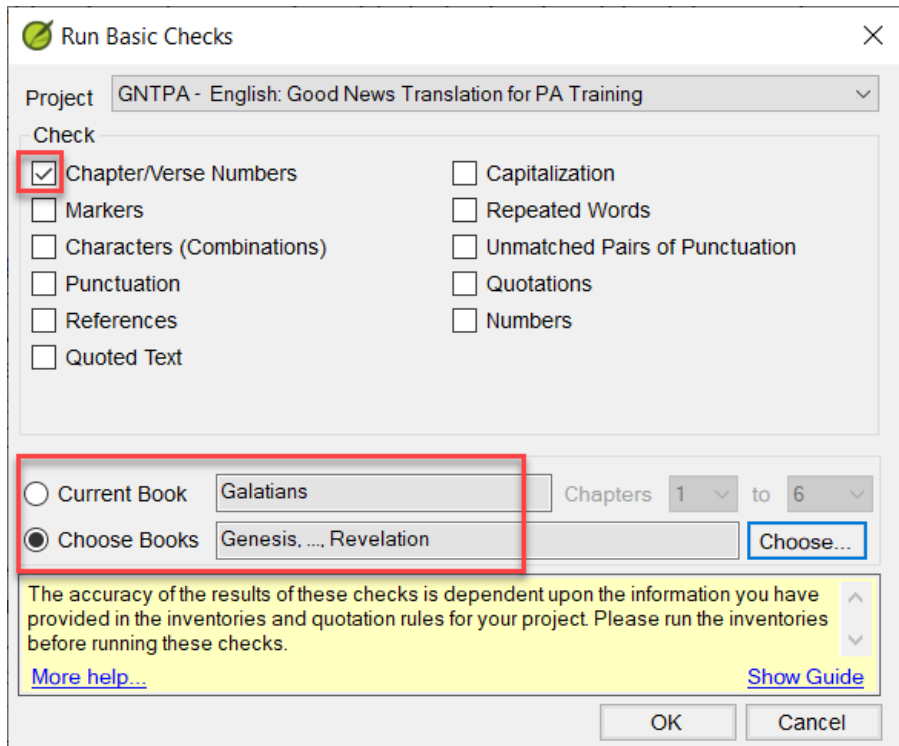 Run Basic Checks
Project GNTPA - English: Good News Translation for PA Training
Check
Chapter/Verse Numbers Capitalization
Markers Repeated Words
Characters (Combinations) Unmatched Pairs of Punctuation
Punctuation Quotations
References Numbers
Quoted Text
Current Book Galatians Chapters 1 to 6
Choose Books Genesis, ..., Revelation Choose...
The accuracy of the results of these checks is dependent upon the information you have
provided in the inventories and quotation rules for your project. Please run the inventories
before running these checks.
More help... Show Guide
OK Cancel